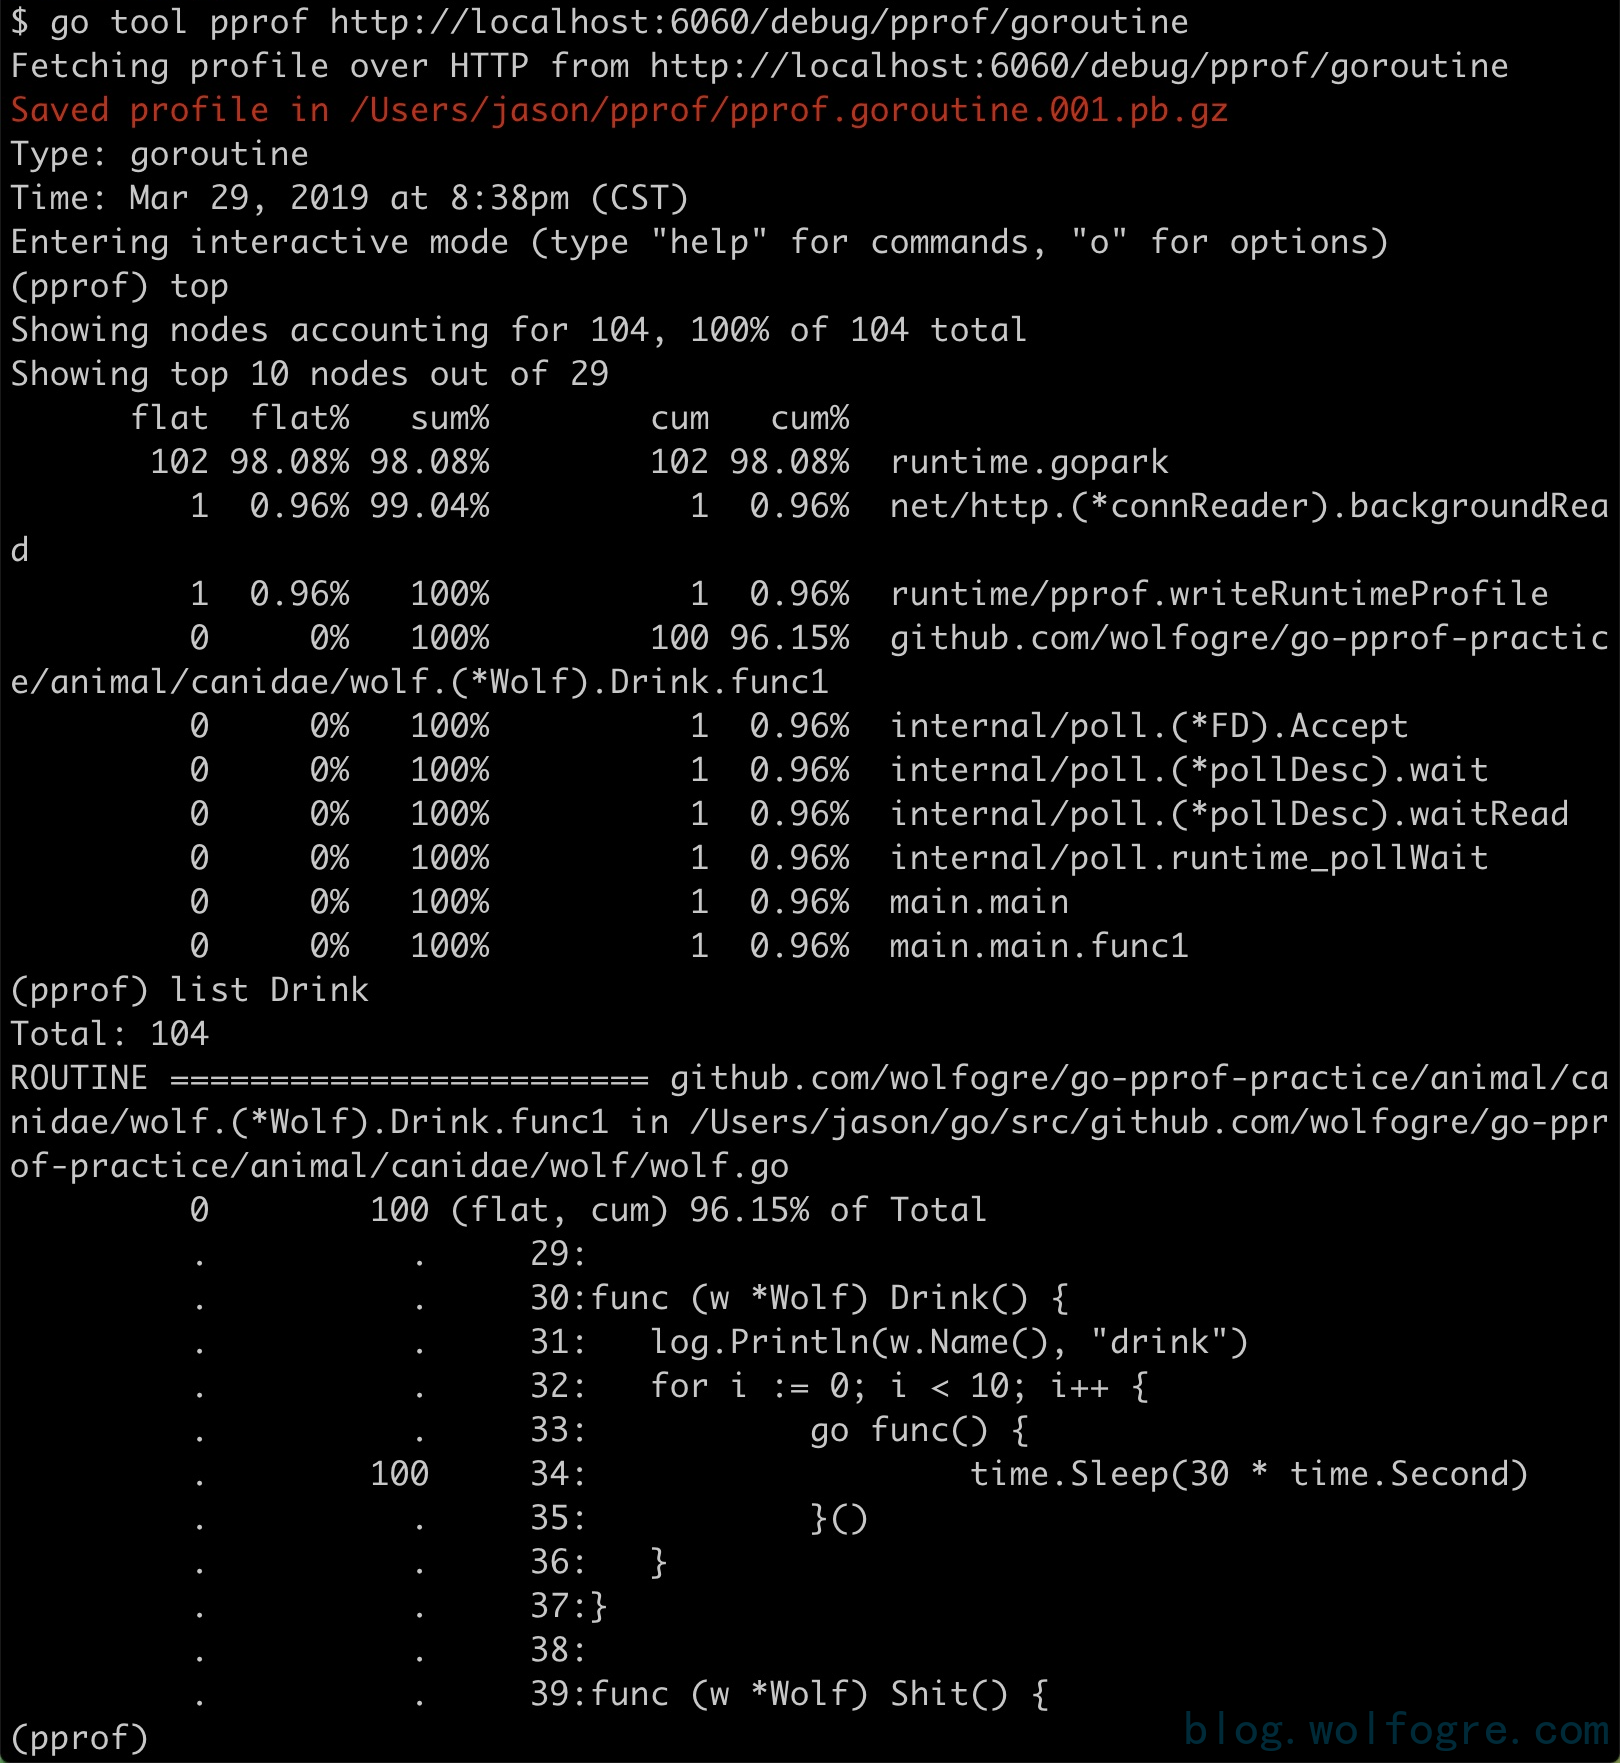 $ go tool pprof http://localhost:6060/debug/pprof/goroutine
Fetching profile over HTTP from http://localhost:6060/debug/pprof/goroutine
Saved profile in /Users/jason/pprof/pprof.goroutine.001.pb.gz
Type: goroutine
Time: Mar 29, 2019 at 8:38pm (CST)
Entering interactive mode (type "help" for commands, "o" for options)
(pprof) top
Showing nodes accounting for 104, 100% of 104 total
Showing top 10 nodes out of 29
      flat  flat%   sum%        cum   cum%
       102 98.08% 98.08%        102 98.08%  runtime.gopark
         1  0.96% 99.04%          1  0.96%  net/http.(*connReader).backgroundRea
d
         1  0.96%   100%          1  0.96%  runtime/pprof.writeRuntimeProfile
         0     0%   100%        100 96.15%  github.com/wolfogre/go-pprof-practic
e/animal/canidae/wolf.(*Wolf).Drink.func1
         0     0%   100%          1  0.96%  internal/poll.(*FD).Accept
         0     0%   100%          1  0.96%  internal/poll.(*pollDesc).wait
         0     0%   100%          1  0.96%  internal/poll.(*pollDesc).waitRead
         0     0%   100%          1  0.96%  internal/poll.runtime_pollWait
         0     0%   100%          1  0.96%  main.main
         0     0%   100%          1  0.96%  main.main.func1
(pprof) list Drink
Total: 104
ROUTINE ======================== github.com/wolfogre/go-pprof-practice/animal/ca
nidae/wolf.(*Wolf).Drink.func1 in /Users/jason/go/src/github.com/wolfogre/go-ppr
of-practice/animal/canidae/wolf/wolf.go
         0        100 (flat, cum) 96.15% of Total
         .          .     29:
         .          .     30:func (w *Wolf) Drink() {
         .          .     31:   log.Println(w.Name(), "drink")
         .          .     32:   for i := 0; i < 10; i++ {
         .          .     33:           go func() {
         .        100     34:                   time.Sleep(30 * time.Second)
         .          .     35:           }()
         .          .     36:   }
         .          .     37:}
         .          .     38:
         .          .     39:func (w *Wolf) Shit() {
(pprof)
blog.wolfogre.com